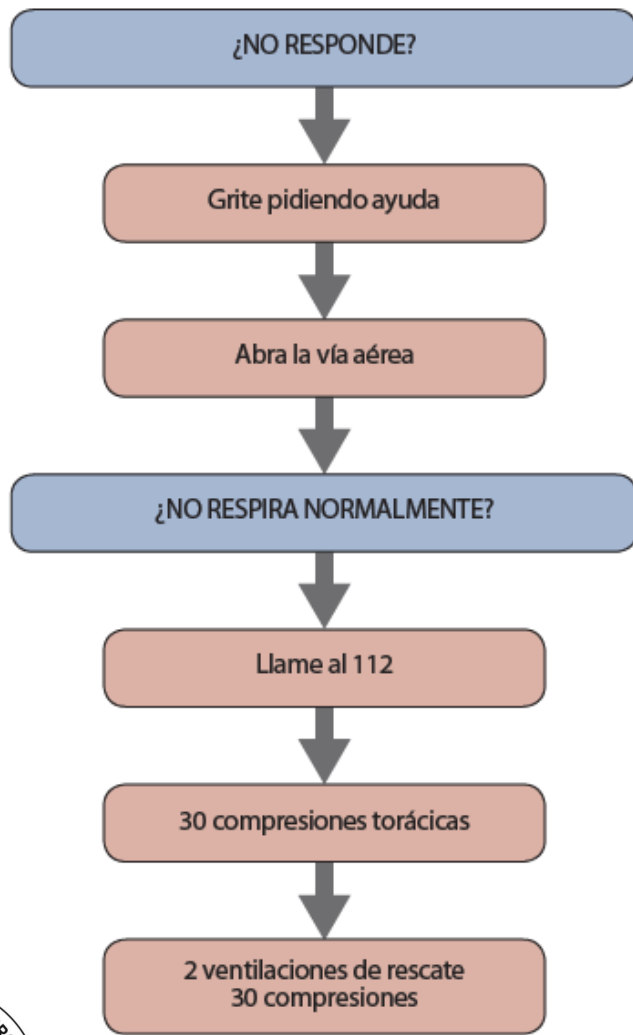 ¿NO RESPONDE?
Grite pidiendo ayuda
Abra la vía aérea
¿NO RESPIRA NORMALMENTE?
Llame al 112
30 compresiones torácicas
2 ventilaciones de rescate
30 compresiones